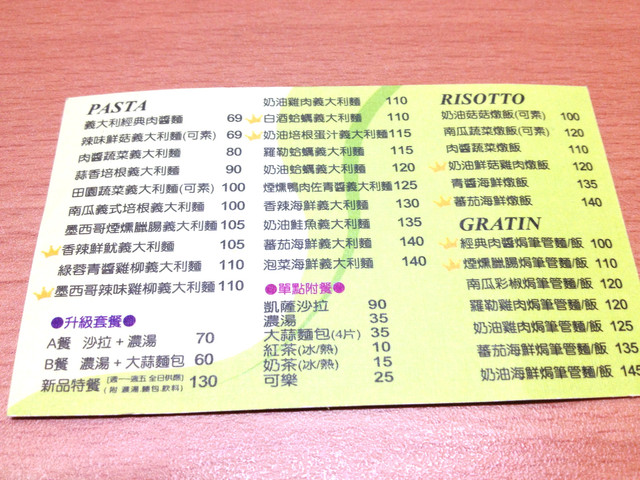 PASTA
義大利經典肉醬麵 69
辣味鮮菇義大利麵(可素) 69
肉醬蔬菜義大利麵 80
蒜香培根義大利麵 90
田園蔬菜義大利麵(可素) 100
南瓜義式培根義大利麵 100
墨西哥煙燻臘腸義大利麵 105
香辣鮮魷義大利麵 105
綠蓉青醬雞柳義大利麵 110
墨西哥辣味雞柳義大利麵 110
升級套餐
A餐 沙拉+濃湯 70
B餐 濃湯+大蒜麵包 60
新品特餐 [週一~週五 全日供應] (附 濃湯.麵包.飲料) 130
奶油雞肉義大利麵 110
白酒蛤蠣義大利麵 110
奶油培根蛋汁義大利麵 115
羅勒蛤蠣義大利麵 115
奶油蛤蠣義大利麵 120
煙燻鴨肉佐青醬義大利麵 125
香辣海鮮義大利麵 130
奶油鮭魚義大利麵 135
蕃茄海鮮義大利麵 140
泡菜海鮮義大利麵 140
單點附餐
凱薩沙拉 90
濃湯 35
大蒜麵包(4片) 35
紅茶(冰/熱) 10
奶茶(冰/熱) 15
可樂 25
RISOTTO
奶油菇菇燉飯(可素) 100
南瓜蔬菜燉飯(可素) 120
肉醬蔬菜燉飯 110
奶油鮮菇雞肉燉飯 120
青醬海鮮燉飯 135
蕃茄海鮮燉飯 140
GRATIN
經典肉醬焗筆管麵/飯 100
煙燻臘腸焗筆管麵/飯 110
南瓜彩椒焗筆管麵/飯 120
羅勒雞肉焗筆管麵/飯 120
奶油雞肉焗筆管麵/飯 125
蕃茄海鮮焗筆管麵/飯 135
奶油海鮮焗筆管麵/飯 145